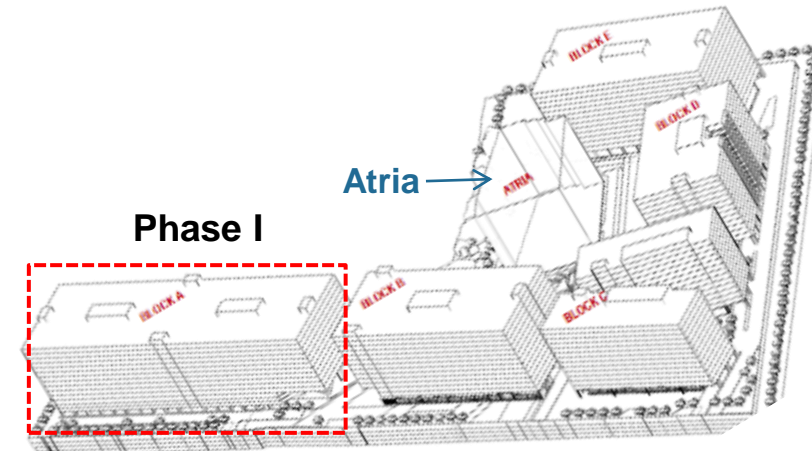 BLOCK E
BLOCK D
Atria
ATRIA
Phase I
BLOCK A
BLOCK B
BLOCK C